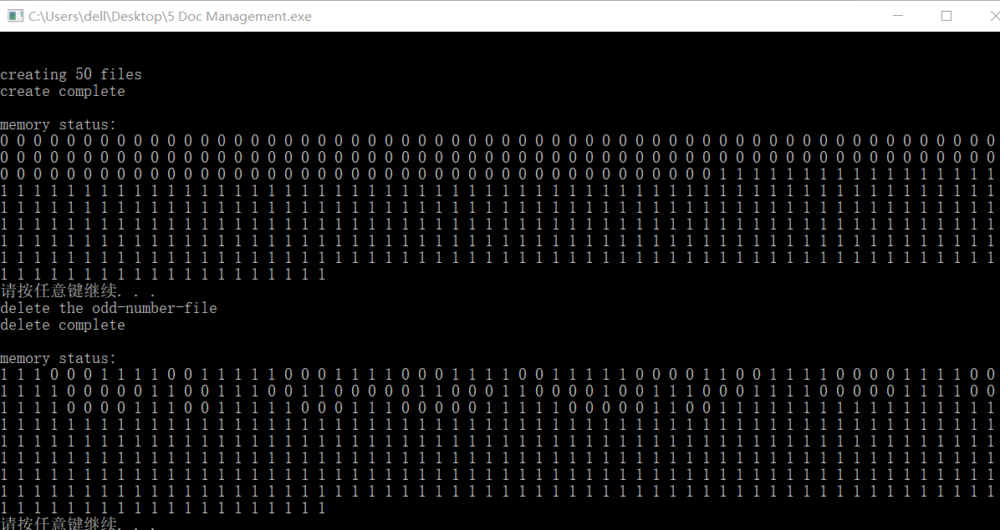 C:\Users\dell\Desktop\5 Doc Management.exe
creating 50 files
create complete
memory status:
0 0 0 0 0 0 0 0 0 0 0 0 0 0 0 0 0 0 0 0 0 0 0 0 0 0 0 0 0 0 0 0 0 0 0 0 0 0 0 0 0 0 0 0 0 0 0 0 0 0 0 0 0 0 0 0 0 0 0 0
0 0 0 0 0 0 0 0 0 0 0 0 0 0 0 0 0 0 0 0 0 0 0 0 0 0 0 0 0 0 0 0 0 0 0 0 0 0 0 0 0 0 0 0 0 0 0 0 0 0 0 0 0 0 0 0 0 0 0 0
0 0 0 0 0 0 0 0 0 0 0 0 0 0 0 0 0 0 0 0 0 0 0 0 0 0 0 0 0 0 0 0 0 0 0 0 0 0 0 0 0 0 0 1 1 1 1 1 1 1 1 1 1 1 1 1 1 1 1 1
1 1 1 1 1 1 1 1 1 1 1 1 1 1 1 1 1 1 1 1 1 1 1 1 1 1 1 1 1 1 1 1 1 1 1 1 1 1 1 1 1 1 1 1 1 1 1 1 1 1 1 1 1 1 1 1 1 1 1 1
1 1 1 1 1 1 1 1 1 1 1 1 1 1 1 1 1 1 1 1 1 1 1 1 1 1 1 1 1 1 1 1 1 1 1 1 1 1 1 1 1 1 1 1 1 1 1 1 1 1 1 1 1 1 1 1 1 1 1 1
1 1 1 1 1 1 1 1 1 1 1 1 1 1 1 1 1 1 1 1 1 1 1 1 1 1 1 1 1 1 1 1 1 1 1 1 1 1 1 1 1 1 1 1 1 1 1 1 1 1 1 1 1 1 1 1 1 1 1 1
1 1 1 1 1 1 1 1 1 1 1 1 1 1 1 1 1 1 1 1 1 1 1 1 1 1 1 1 1 1 1 1 1 1 1 1 1 1 1 1 1 1 1 1 1 1 1 1 1 1 1 1 1 1 1 1 1 1 1 1
1 1 1 1 1 1 1 1 1 1 1 1 1 1 1 1 1 1 1 1 1 1 1 1 1 1 1 1 1 1 1 1 1 1 1 1 1 1 1 1 1 1 1 1 1 1 1 1 1 1 1 1 1 1 1 1 1 1 1 1
1 1 1 1 1 1 1 1 1 1 1 1 1 1 1 1 1 1 1 1
请按任意键继续. . .
delete the odd-number-file
delete complete
memory status:
1 1 1 0 0 0 1 1 1 1 0 0 1 1 1 1 1 0 0 0 1 1 1 1 0 0 0 1 1 1 1 0 0 1 1 1 1 1 0 0 0 0 1 1 0 0 1 1 1 1 0 0 0 0 1 1 1 1 0 0
1 1 1 1 0 0 0 0 0 1 1 0 0 1 1 1 0 0 1 1 0 0 0 0 0 1 1 0 0 0 1 1 0 0 0 0 1 0 0 1 1 1 0 0 0 1 1 1 1 0 0 0 0 0 1 1 1 1 0 0
1 1 1 1 0 0 0 0 1 1 1 0 0 1 1 1 1 1 0 0 0 1 1 1 0 0 0 0 0 1 1 1 1 1 0 0 0 0 0 1 1 0 0 1 1 1 1 1 1 1 1 1 1 1 1 1 1 1 1 1
1 1 1 1 1 1 1 1 1 1 1 1 1 1 1 1 1 1 1 1 1 1 1 1 1 1 1 1 1 1 1 1 1 1 1 1 1 1 1 1 1 1 1 1 1 1 1 1 1 1 1 1 1 1 1 1 1 1 1 1
1 1 1 1 1 1 1 1 1 1 1 1 1 1 1 1 1 1 1 1 1 1 1 1 1 1 1 1 1 1 1 1 1 1 1 1 1 1 1 1 1 1 1 1 1 1 1 1 1 1 1 1 1 1 1 1 1 1 1 1
1 1 1 1 1 1 1 1 1 1 1 1 1 1 1 1 1 1 1 1 1 1 1 1 1 1 1 1 1 1 1 1 1 1 1 1 1 1 1 1 1 1 1 1 1 1 1 1 1 1 1 1 1 1 1 1 1 1 1 1
1 1 1 1 1 1 1 1 1 1 1 1 1 1 1 1 1 1 1 1 1 1 1 1 1 1 1 1 1 1 1 1 1 1 1 1 1 1 1 1 1 1 1 1 1 1 1 1 1 1 1 1 1 1 1 1 1 1 1 1
1 1 1 1 1 1 1 1 1 1 1 1 1 1 1 1 1 1 1 1 1 1 1 1 1 1 1 1 1 1 1 1 1 1 1 1 1 1 1 1 1 1 1 1 1 1 1 1 1 1 1 1 1 1 1 1 1 1 1 1
1 1 1 1 1 1 1 1 1 1 1 1 1 1 1 1 1 1 1 1
请按任意键继续. . .